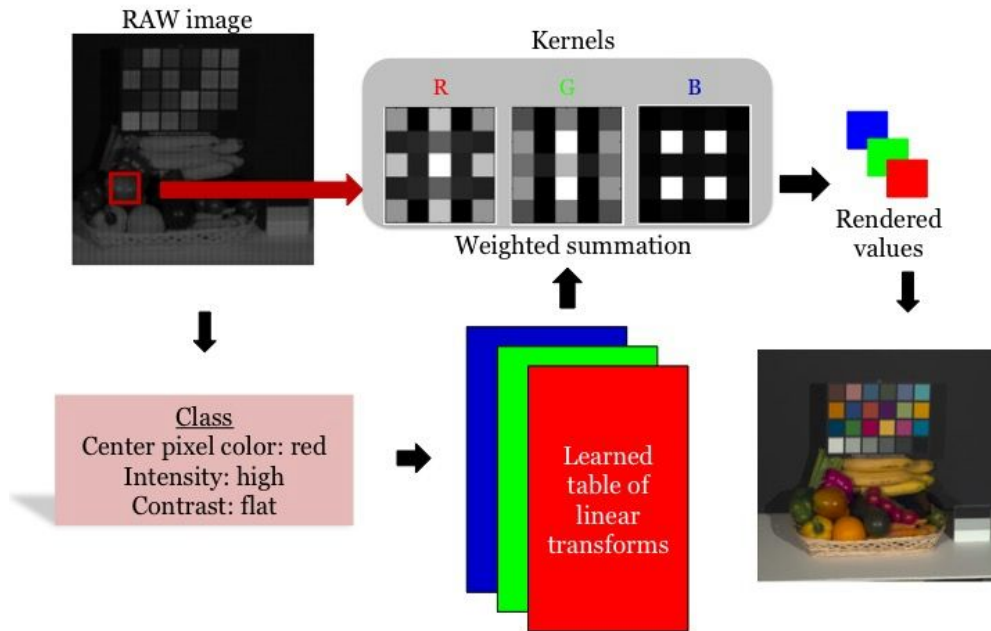 RAW image
Kernels
R
G
B
Weighted summation
Rendered
values
Class
Center pixel color: red
Intensity: high
Contrast: flat
Learned
table of
linear
transforms